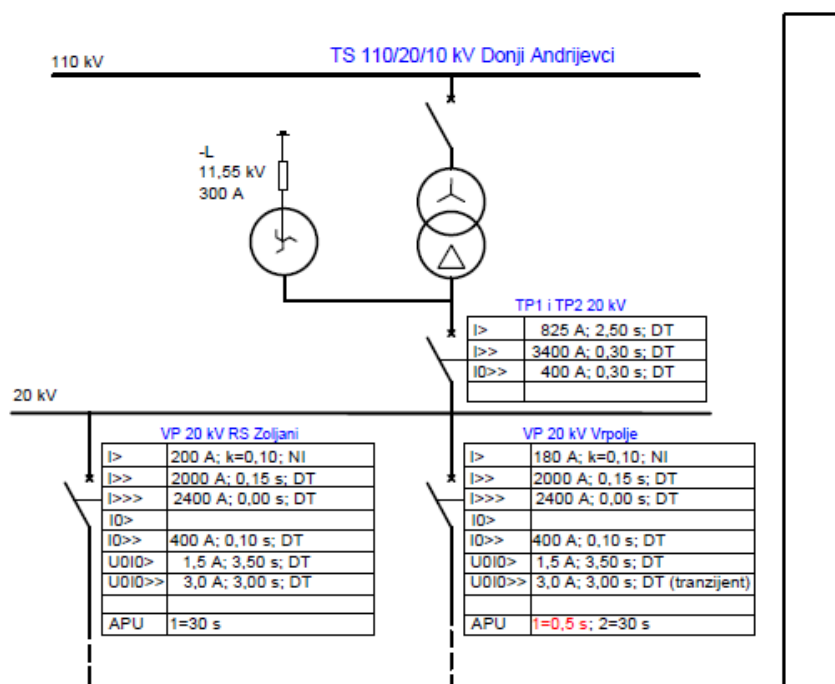 TS 110/20/10 kV Donji Andrijevci
110 kV
-L
11,55 kV
300 A
TP1 i TP2 20 kV
I> 825 A; 2,50 s; DT
I>> 3400 A; 0,30 s; DT
I0>> 400 A; 0,30 s; DT
20 kV
VP 20 kV RS Zoljani
I> 200 A; k=0,10; NI
I>> 2000 A; 0,15 s; DT
I>>> 2400 A; 0,00 s; DT
I0>
I0>> 400 A; 0,10 s; DT
U0I0> 1,5 A; 3,50 s; DT
U0I0>> 3,0 A; 3,00 s; DT
APU 1=30 s
VP 20 kV Vrpolje
I> 180 A; k=0,10; NI
I>> 2000 A; 0,15 s; DT
I>>> 2400 A; 0,00 s; DT
I0>
I0>> 400 A; 0,10 s; DT
U0I0> 1,5 A; 3,50 s; DT
U0I0>> 3,0 A; 3,00 s; DT (tranzijent)
APU 1=0,5 s; 2=30 s